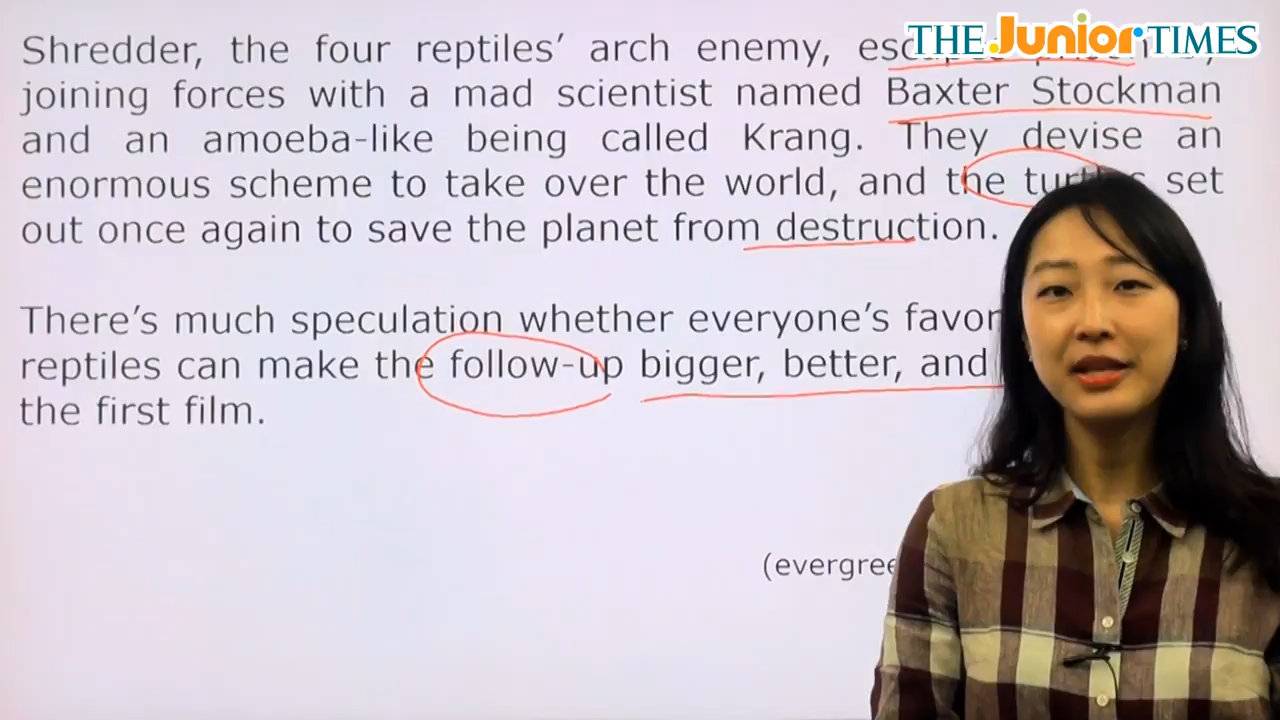 THE Junior TIMES
Shredder, the four reptiles' arch enemy,
joining forces with a mad scientist named Baxter Stockman
and an amoeba-like being called Krang. They devise an
enormous scheme to take over the world, and the turtles set
out once again to save the planet from destruction.
There's much speculation whether everyone's
reptiles can make the follow-up bigger, better, and
the first film.